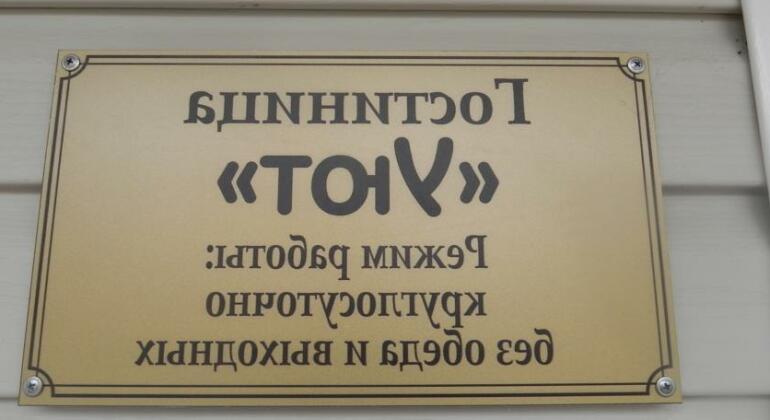 Гостиница
«Уют»
Режим работы:
круглосуточно
без обеда и выходных